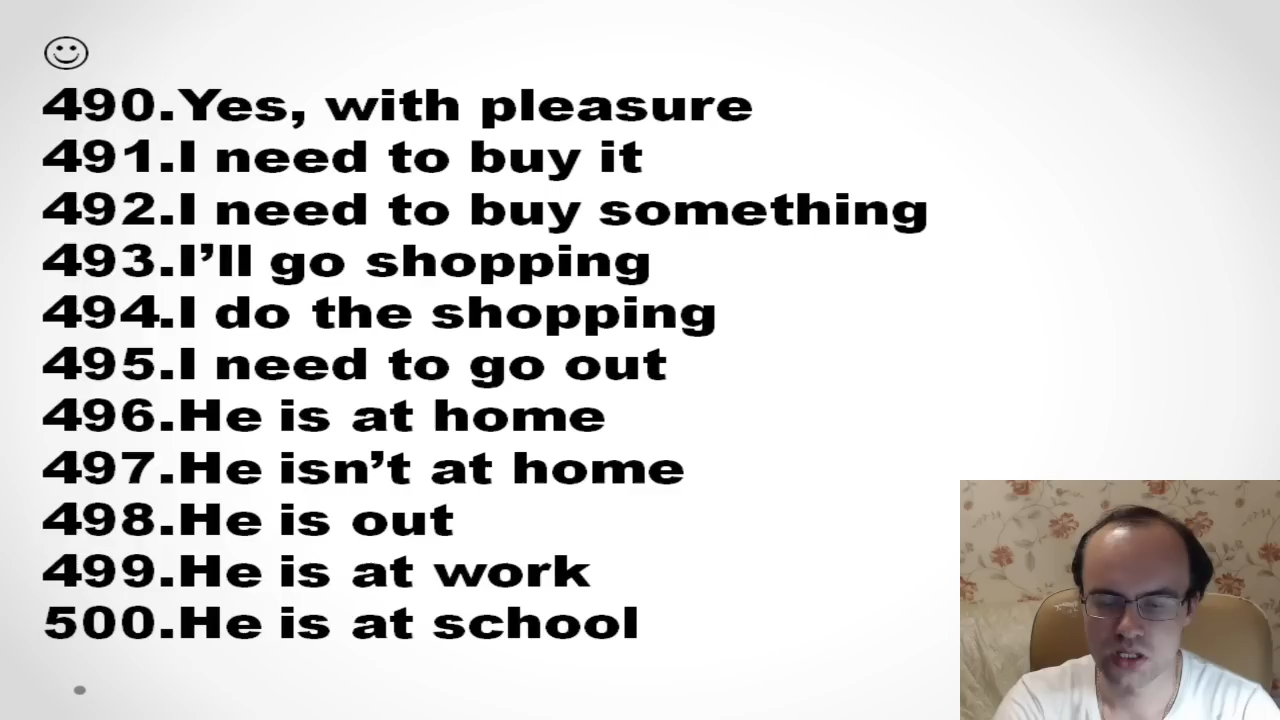 490.Yes, with pleasure
491.I need to buy it
492.I need to buy something
493.I’ll go shopping
494.I do the shopping
495.I need to go out
496.He is at home
497.He isn’t at home
498.He is out
499.He is at work
500.He is at school